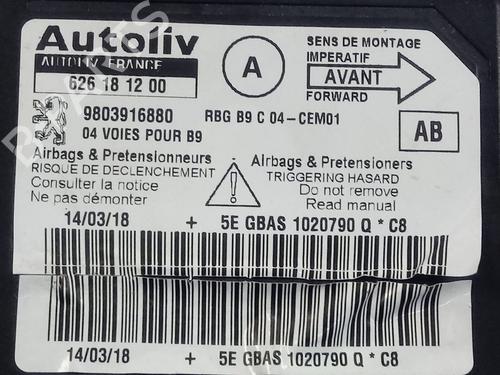 Autoliv
AUTOLIV FRANCE
626 18 12 00
9803916880
04 VOIES POUR B9
A
SENS DE MONTAGE
IMPERATIF
AVANT
FORWARD
RBG B9 C 04-CEM01
AB
Airbags & Pretensionneurs
RISQUE DE DECLENCHEMENT
Consulter la notice
Ne pas démonter
!
Airbags & Pretensioners
TRIGGERING HASARD
Do not remove
Read manual
14/03/18 + 5E GBAS 1020790 Q * C8
14/03/18 + 5E GBAS 1020790 Q * C8